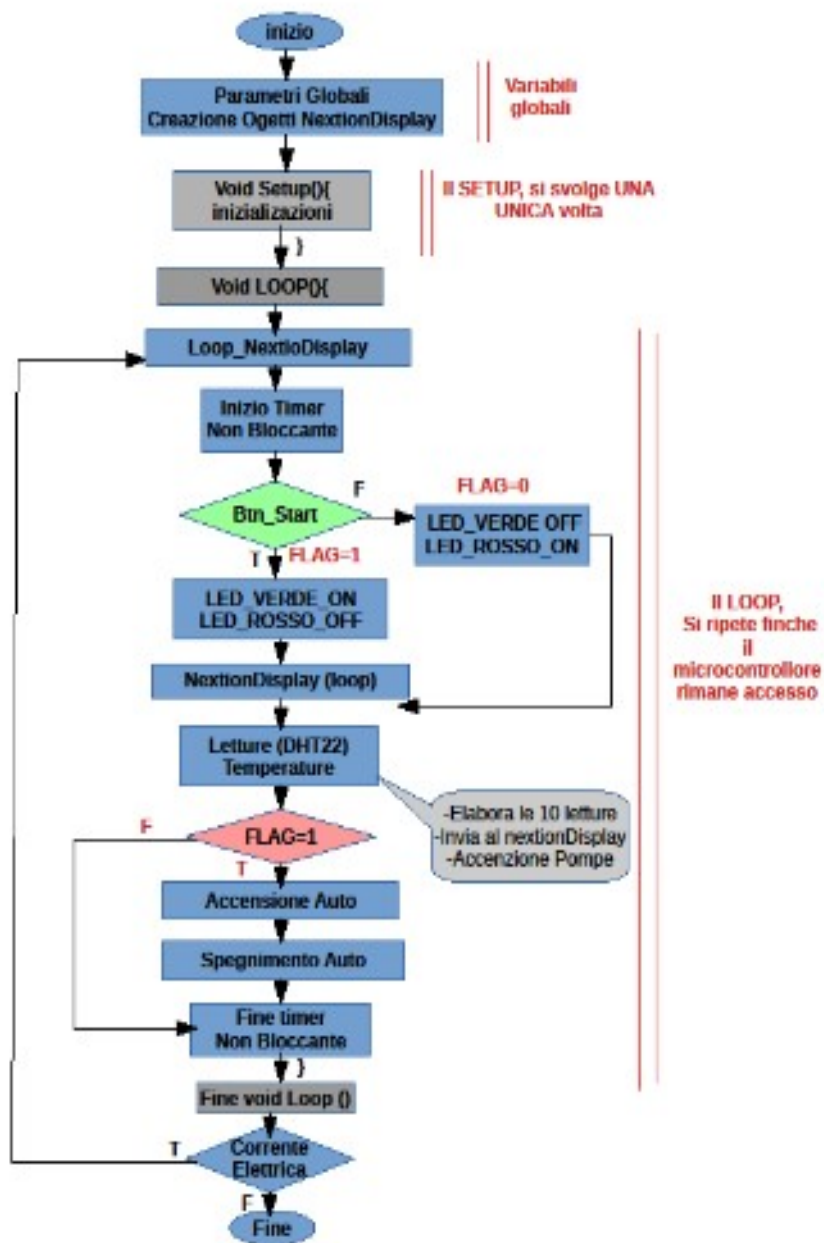 inizio
Parametri Globali
Creazione Ogetti NextionDisplay
Variabili
globali
Void Setup(){
inizializazioni
Il SETUP, si svolge UNA
UNICA volta
}
Void LOOP(){
Loop_NextioDisplay
Inizio Timer
Non Bloccante
Btn_Start
F
FLAG=0
LED_VERDE OFF
LED_ROSSO_ON
T
FLAG=1
LED_VERDE_ON
LED_ROSSO_OFF
Il LOOP,
Si ripete finche
il
microcontrollore
rimane accesso
NextionDisplay (loop)
Letture (DHT22)
Temperature
-Elabora le 10 letture
-Invia al nextionDisplay
-Accenzione Pompe
F
FLAG=1
T
Accensione Auto
Spegnimento Auto
Fine timer
Non Bloccante
}
Fine void Loop ()
T
Corrente
Elettrica
F
Fine